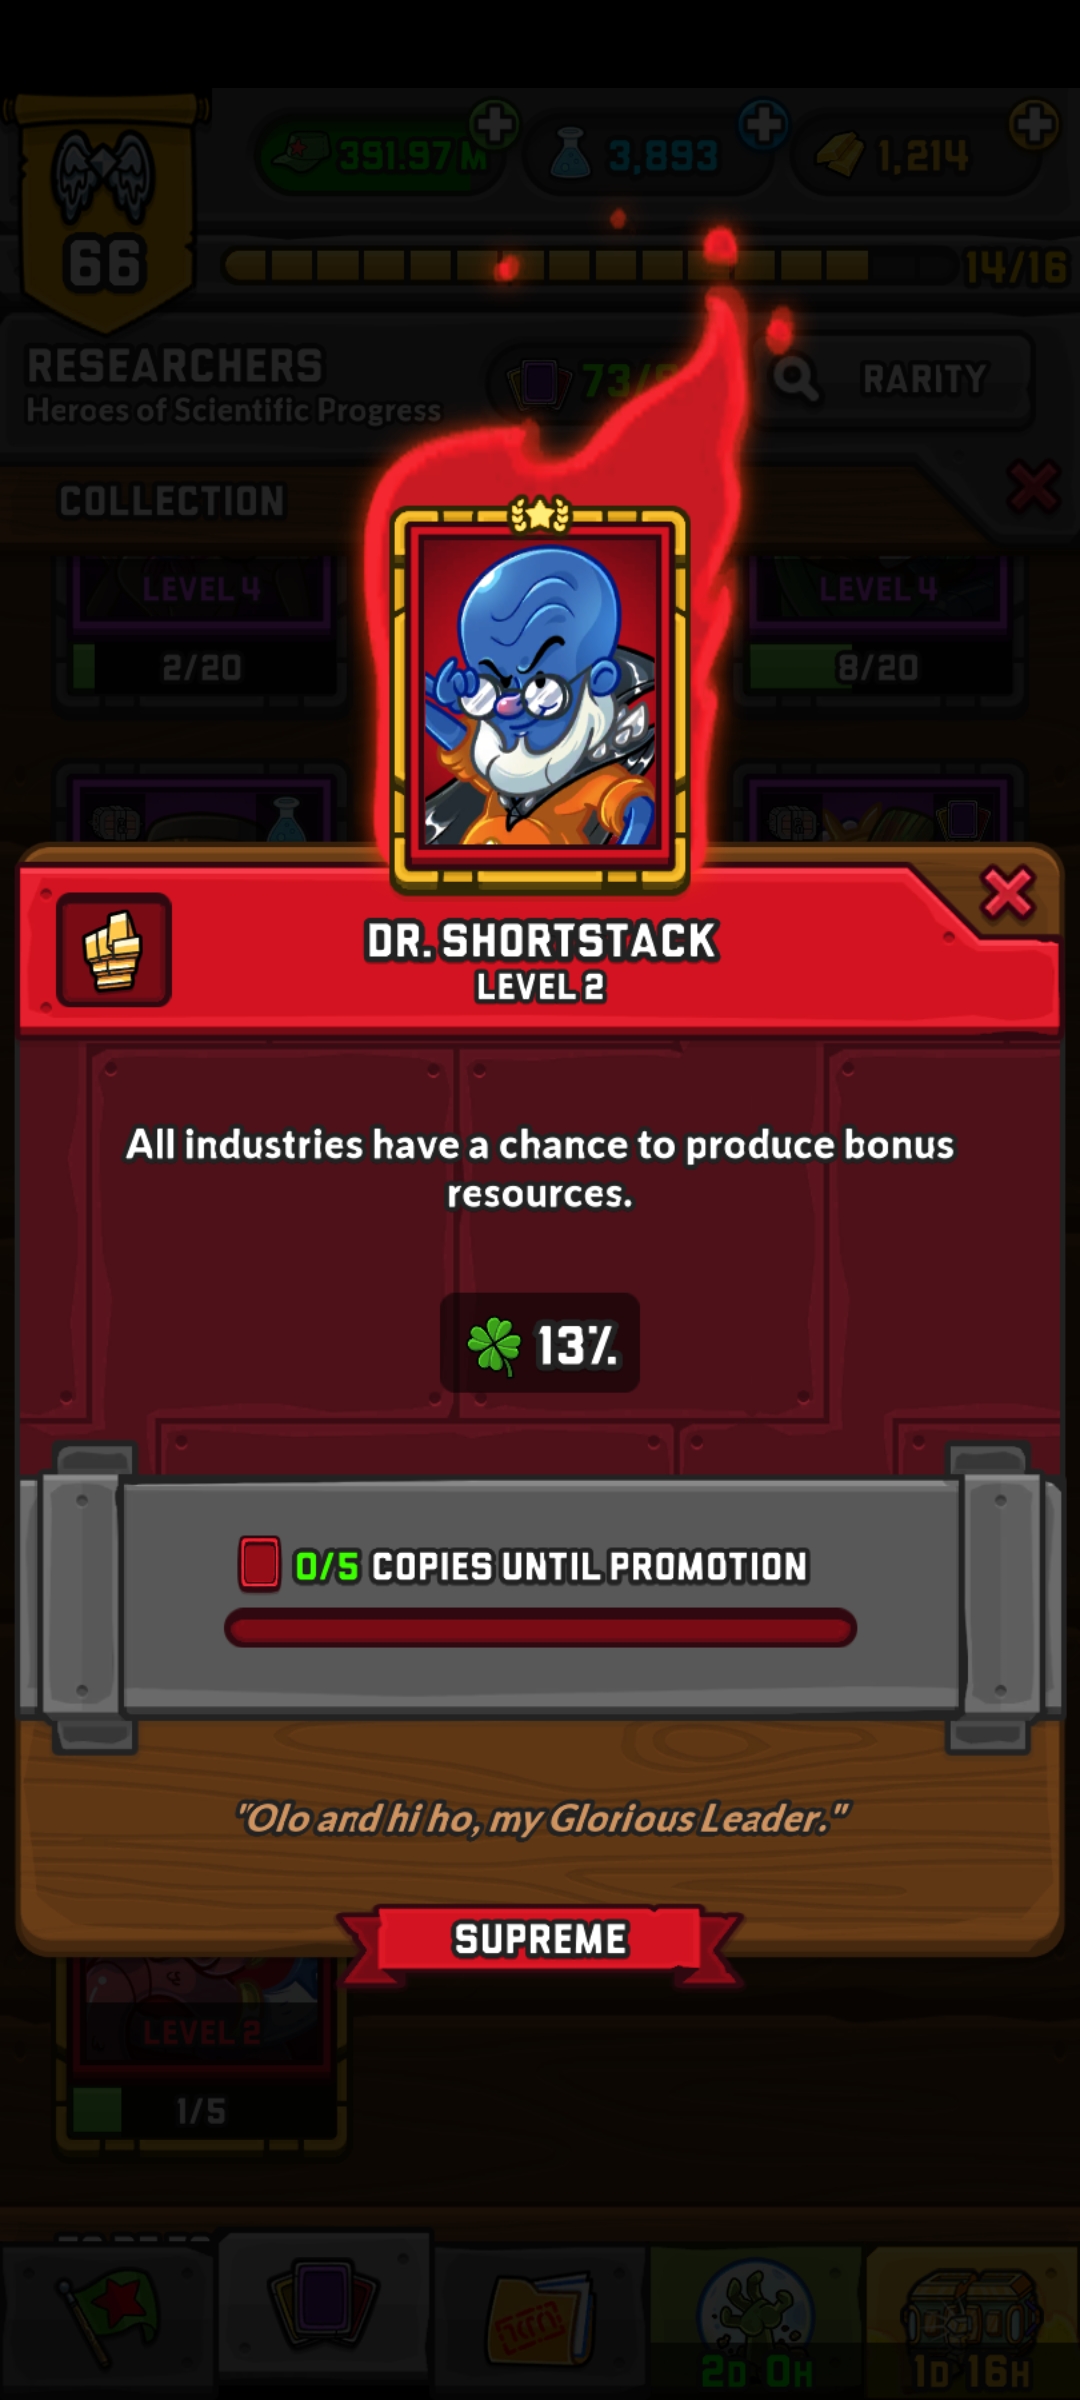 66
391.97M
3,893
1,214
14/16
RESEARCHERS
Heroes of Scientific Progress
RARITY
COLLECTION
LEVEL 4
LEVEL 4
2/20
8/20
DR. SHORTSTACK
LEVEL 2
All industries have a chance to produce bonus
resources.
13%
0/5 COPIES UNTIL PROMOTION
"Olo and hi ho, my Glorious Leader."
SUPREME
LEVEL 2
1/5
2D 0H
1D 16H